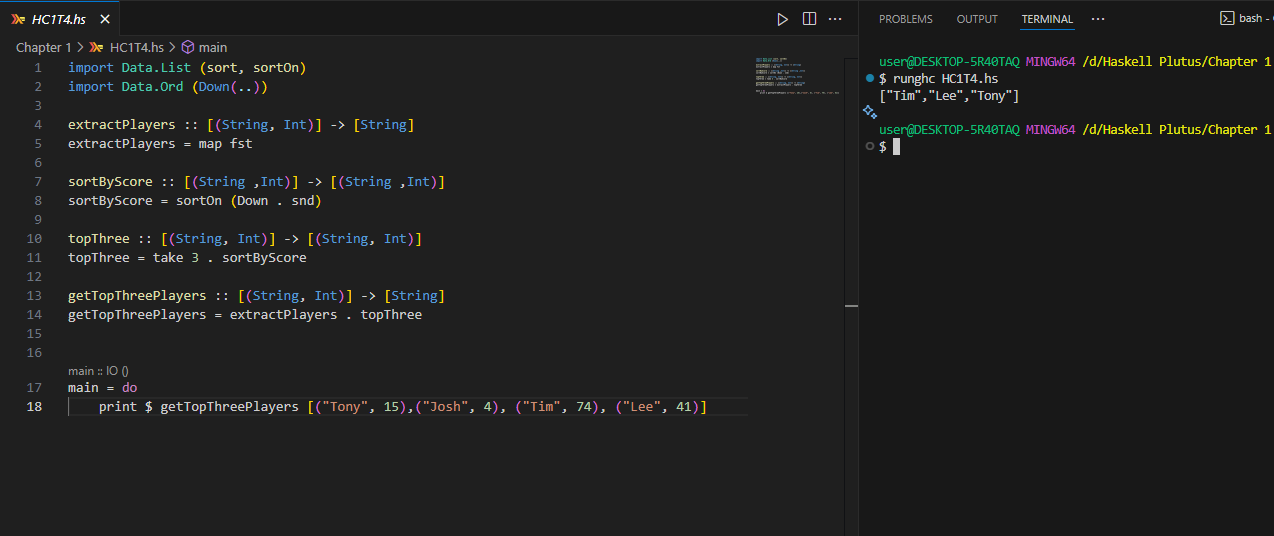 HC1T4.hs
Chapter 1 > HC1T4.hs > main
1 import Data.List (sort, sortOn)
2 import Data.Ord (Down(..))
3
4 extractPlayers :: [(String, Int)] -> [String]
5 extractPlayers = map fst
6
7 sortByScore :: [(String ,Int)] -> [(String ,Int)]
8 sortByScore = sortOn (Down . snd)
9
10 topThree :: [(String, Int)] -> [(String, Int)]
11 topThree = take 3 . sortByScore
12
13 getTopThreePlayers :: [(String, Int)] -> [String]
14 getTopThreePlayers = extractPlayers . topThree
15
16
main :: IO ()
17 main = do
18 print $ getTopThreePlayers [("Tony", 15),("Josh", 4), ("Tim", 74), ("Lee", 41)]
PROBLEMS OUTPUT TERMINAL ··· bash -
user@DESKTOP-5R40TAQ MINGW64 /d/Haskell Plutus/Chapter 1
$ runghc HC1T4.hs
["Tim","Lee","Tony"]
user@DESKTOP-5R40TAQ MINGW64 /d/Haskell Plutus/Chapter 1
$